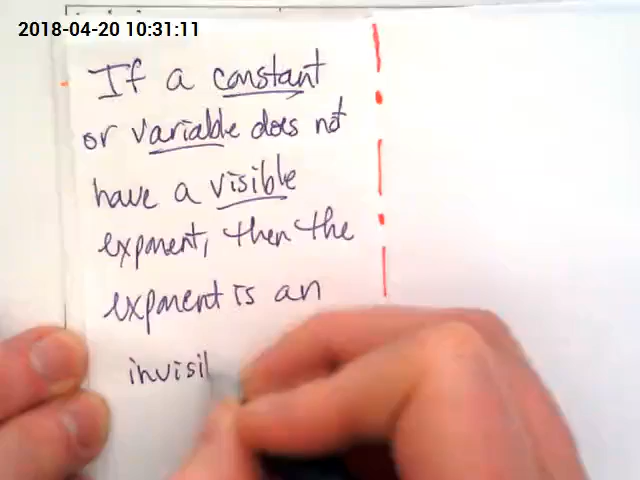 2018-04-20 10:31:11
If a constant
or variable does not
have a visible
exponent, then the
exponent is an
invisil